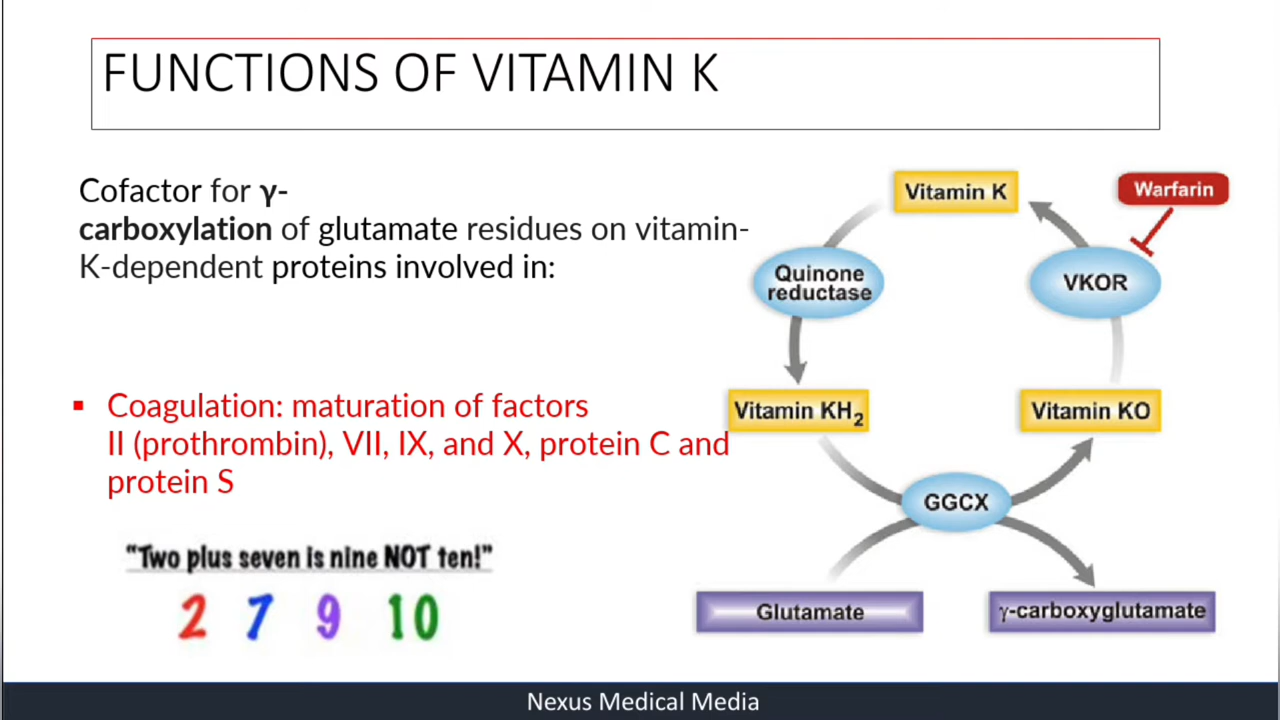 FUNCTIONS OF VITAMIN K
Cofactor for γ-
carboxylation of glutamate residues on vitamin-
K-dependent proteins involved in:
▪ Coagulation: maturation of factors
II (prothrombin), VII, IX, and X, protein C and
protein S
"Two plus seven is nine NOT ten!"
2 7 9 10
Vitamin K
Warfarin
Quinone
reductase
VKOR
Vitamin KH₂
Vitamin KO
GGCX
Glutamate
γ-carboxyglutamate
Nexus Medical Media